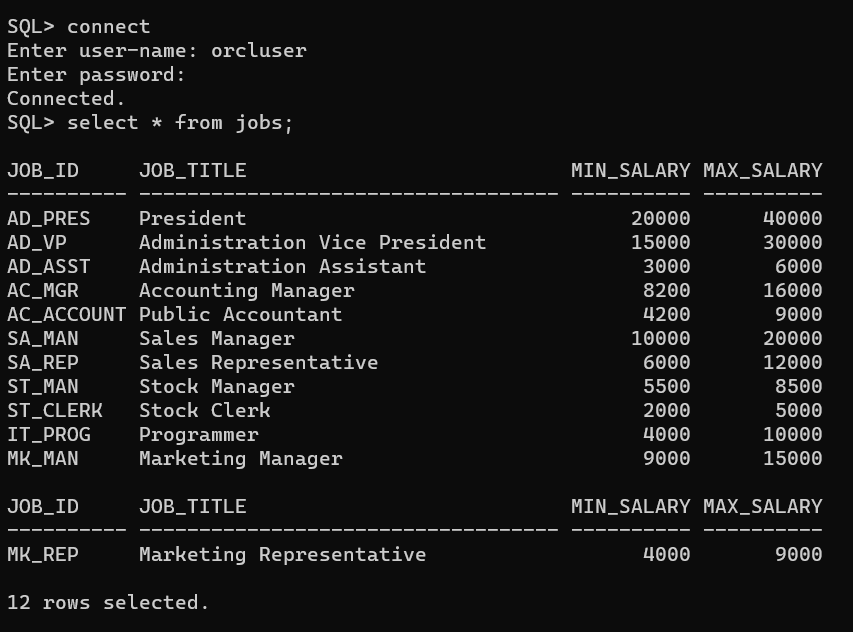 SQL> connect
Enter user-name: orcluser
Enter password:
Connected.
SQL> select * from jobs;

JOB_ID     JOB_TITLE                           MIN_SALARY MAX_SALARY
---------- ----------------------------------- ---------- ----------
AD_PRES    President                                20000      40000
AD_VP      Administration Vice President            15000      30000
AD_ASST    Administration Assistant                  3000       6000
AC_MGR     Accounting Manager                        8200      16000
AC_ACCOUNT Public Accountant                         4200       9000
SA_MAN     Sales Manager                            10000      20000
SA_REP     Sales Representative                      6000      12000
ST_MAN     Stock Manager                             5500       8500
ST_CLERK   Stock Clerk                               2000       5000
IT_PROG    Programmer                                4000      10000
MK_MAN     Marketing Manager                         9000      15000

JOB_ID     JOB_TITLE                           MIN_SALARY MAX_SALARY
---------- ----------------------------------- ---------- ----------
MK_REP     Marketing Representative                  4000       9000

12 rows selected.